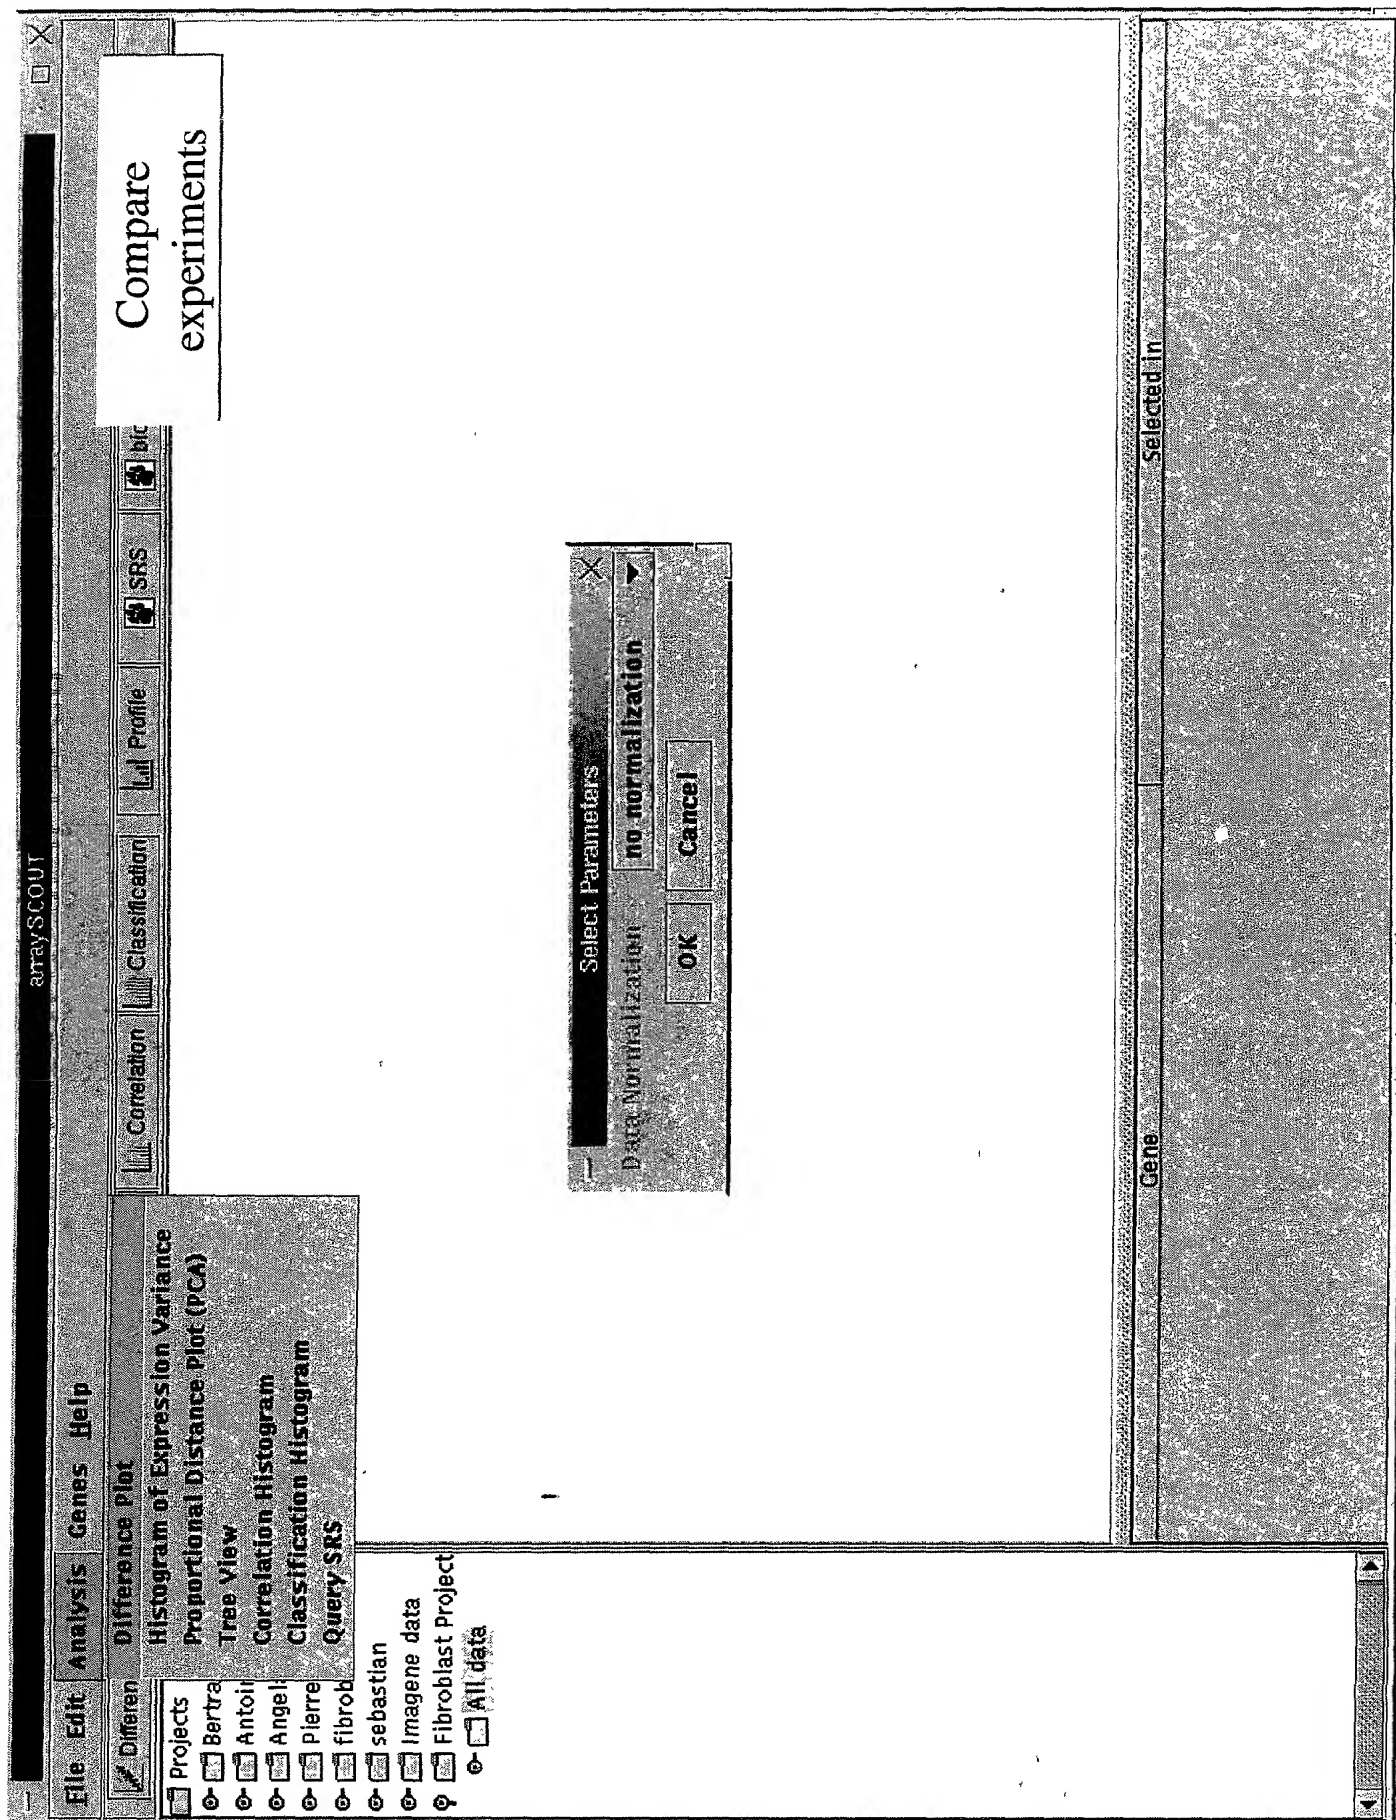 arraySCOUT
File Edit Analysis Genes Help
Compare
experiments
Differen
Difference Plot
Histogram of Expression Variance
Proportional Distance Plot (PCA)
Tree View
Correlation Histogram
Classification Histogram
Query SRS
Correlation Classification Profile SRS
Projects
Bertra
Antoin
Angela
Pierre
fibrob
sebastian
Imagene data
Fibroblast Project
All data
Select Parameters
Data Normalization no normalization
OK Cancel
Gene Selected in